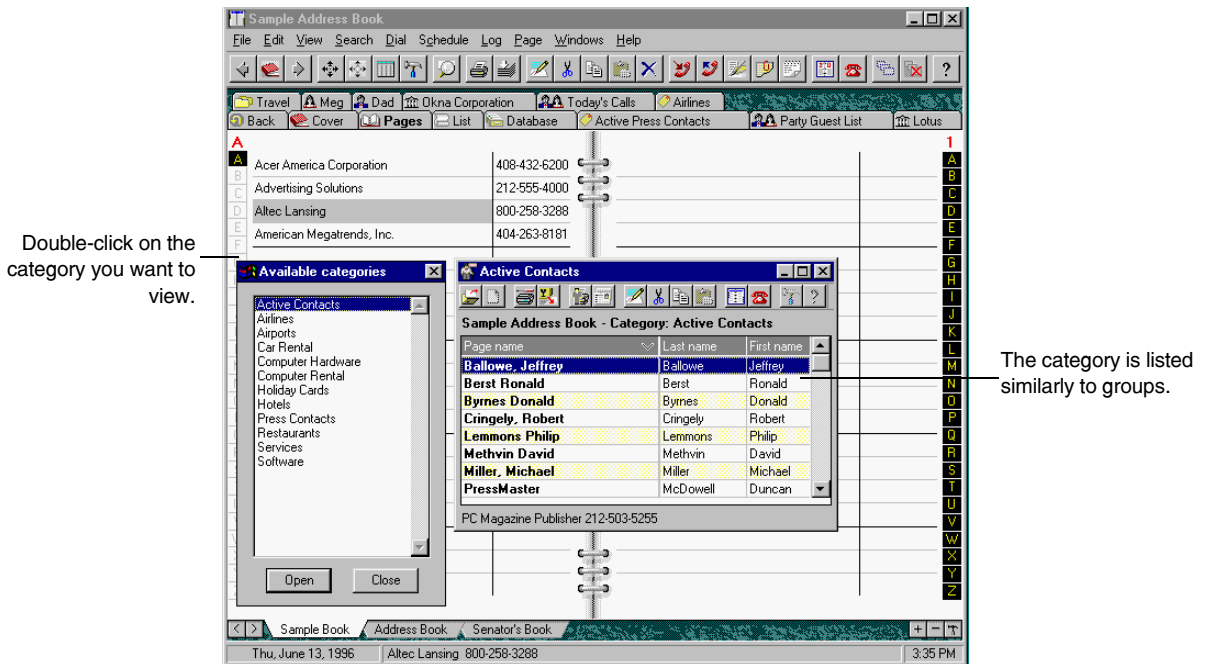 Sample Address Book
File Edit View Search Dial Schedule Log Page Windows Help
?
Travel Meg Dad Okna Corporation Today's Calls Airlines
Back Cover Pages List Database Active Press Contacts Party Guest List Lotus
A 1
A
B
C
D
E
F
Acer America Corporation 408-432-6200
Advertising Solutions 212-555-4000
Altec Lansing 800-258-3288
American Megatrends, Inc. 404-263-8181
A
B
C
D
E
F
G
H
I
J
K
L
M
N
O
P
Q
R
S
T
U
V
W
X
Y
Z
Double-click on the
category you want to
view.
Available categories
Active Contacts
Airlines
Airports
Car Rental
Computer Hardware
Computer Rental
Holiday Cards
Hotels
Press Contacts
Restaurants
Services
Software
Open Close
Active Contacts
?
Sample Address Book - Category: Active Contacts
Page name Last name First name
Ballowe, Jeffrey Ballowe Jeffrey
Berst Ronald Berst Ronald
Byrnes Donald Byrnes Donald
Cringely, Robert Cringely Robert
Lemmons Philip Lemmons Philip
Methvin David Methvin David
Miller, Michael Miller Michael
PressMaster McDowell Duncan
PC Magazine Publisher 212-503-5255
The category is listed
similarly to groups.
Sample Book Address Book Senator's Book
Thu, June 13, 1996 Altec Lansing 800-258-3288 3:35 PM